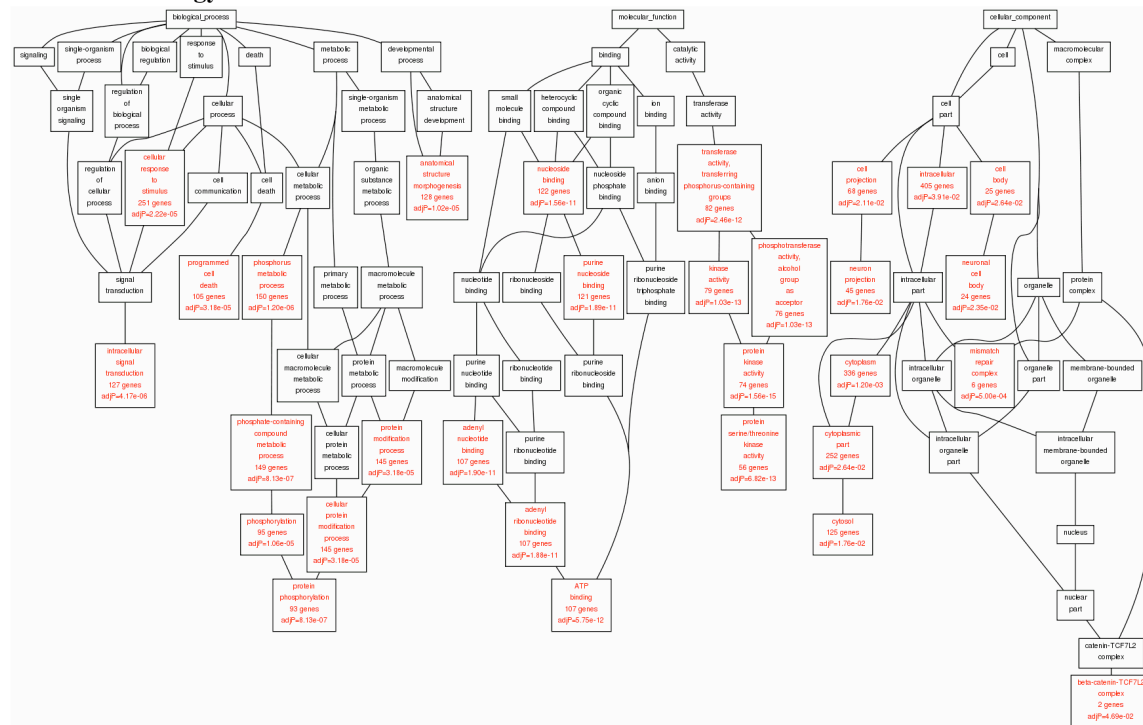 biological_process
molecular_function
cellular_component
signaling
single-organism
process
biological
regulation
response
to
stimulus
death
metabolic
process
developmental
process
binding
catalytic
activity
cell
macromolecular
complex
single
organism
signaling
regulation
of
biological
process
cellular
process
single-organism
metabolic
process
anatomical
structure
development
small
molecule
binding
heterocyclic
compound
binding
organic
cyclic
compound
binding
ion
binding
transferase
activity
cell
part
regulation
of cellular
process
cellular
response
to
stimulus
251 genes
adjP=2.22e-05
cell
communication
cell
death
cellular
metabolic
process
organic
substance
metabolic
process
anatomical
structure
morphogenesis
128 genes
adjP=1.02e-05
nucleoside
binding
122 genes
adjP=1.56e-11
nucleoside
phosphate
binding
anion
binding
transferase
activity,
transferring
phosphorus-containing
groups
82 genes
adjP=2.46e-12
cell
projection
68 genes
adjP=2.11e-02
intracellular
405 genes
adjP=3.91e-02
cell
body
25 genes
adjP=2.64e-02
signal
transduction
programmed
cell
death
105 genes
adjP=3.18e-05
phosphorus
metabolic
process
150 genes
adjP=1.20e-06
primary
metabolic
process
macromolecule
metabolic
process
nucleotide
binding
ribonucleoside
binding
purine
nucleoside
binding
121 genes
adjP=1.89e-11
purine
ribonucleoside
triphosphate
binding
kinase
activity
79 genes
adjP=1.03e-13
phosphotransferase
activity,
alcohol
group
as
acceptor
76 genes
adjP=1.03e-13
neuron
projection
45 genes
adjP=1.76e-02
intracellular
part
neuronal
cell
body
24 genes
adjP=2.35e-02
organelle
protein
complex
intracellular
signal
transduction
127 genes
adjP=4.17e-06
cellular
macromolecule
metabolic
process
protein
metabolic
process
macromolecule
modification
purine
nucleotide
binding
ribonucleotide
binding
purine
ribonucleoside
binding
protein
kinase
activity
74 genes
adjP=1.56e-15
cytoplasm
336 genes
adjP=1.20e-03
intracellular
organelle
mismatch
repair
complex
6 genes
adjP=5.00e-04
organelle
part
membrane-bounded
organelle
phosphate-containing
compound
metabolic
process
149 genes
adjP=8.13e-07
cellular
protein
metabolic
process
protein
modification
process
145 genes
adjP=3.18e-05
adenyl
nucleotide
binding
107 genes
adjP=1.90e-11
purine
ribonucleotide
binding
protein
serine/threonine
kinase
activity
56 genes
adjP=6.82e-13
cytoplasmic
part
252 genes
adjP=2.64e-02
intracellular
organelle
part
intracellular
membrane-bounded
organelle
phosphorylation
95 genes
adjP=1.06e-05
cellular
protein
modification
process
145 genes
adjP=3.18e-05
adenyl
ribonucleotide
binding
107 genes
adjP=1.88e-11
cytosol
125 genes
adjP=1.76e-02
nucleus
protein
phosphorylation
93 genes
adjP=8.13e-07
ATP
binding
107 genes
adjP=5.75e-12
nuclear
part
catenin-TCF7L2
complex
beta-catenin-TCF7L2
complex
2 genes
adjP=4.69e-02